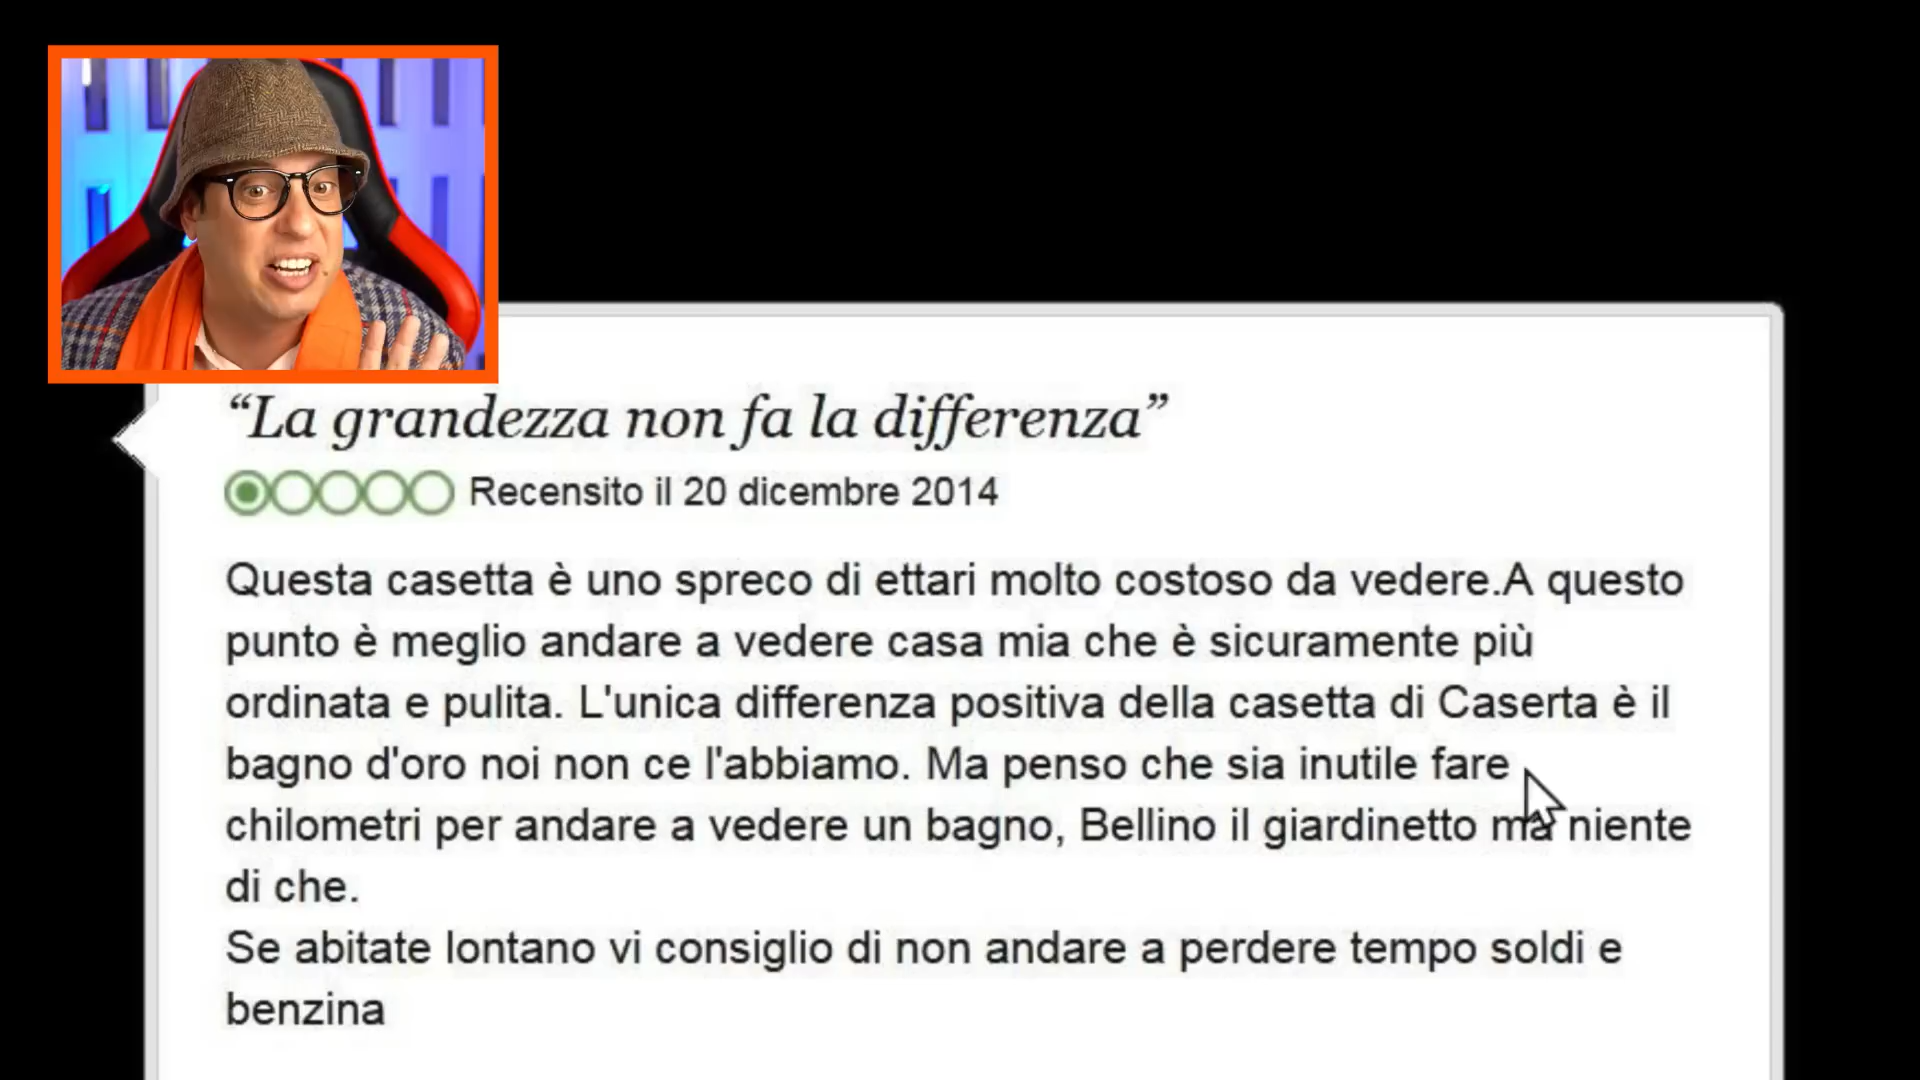 “La grandezza non fa la differenza”
Recensito il 20 dicembre 2014
Questa casetta è uno spreco di ettari molto costoso da vedere.A questo
punto è meglio andare a vedere casa mia che è sicuramente più
ordinata e pulita. L'unica differenza positiva della casetta di Caserta è il
bagno d'oro noi non ce l'abbiamo. Ma penso che sia inutile fare
chilometri per andare a vedere un bagno, Bellino il giardinetto ma niente
di che.
Se abitate lontano vi consiglio di non andare a perdere tempo soldi e
benzina